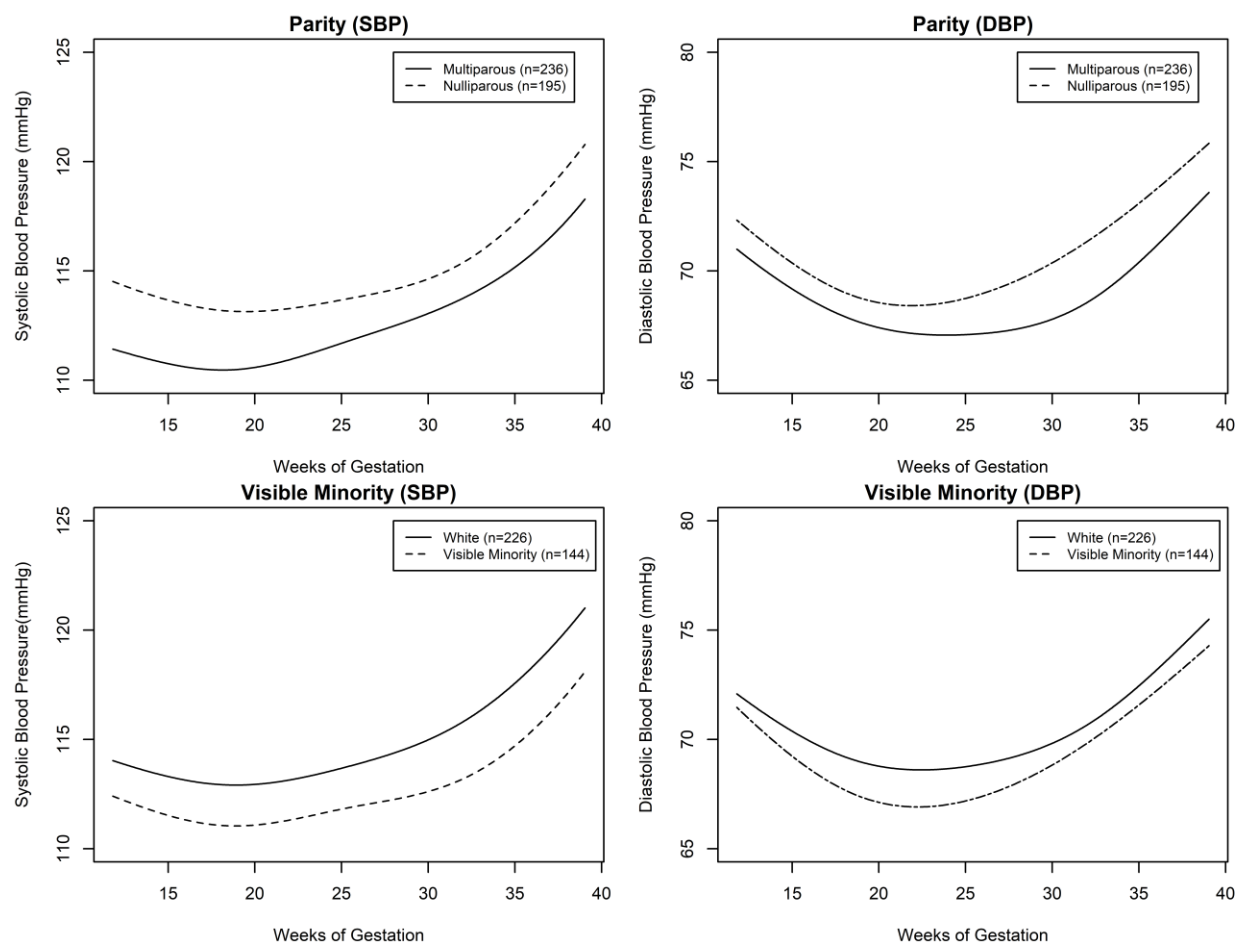 Parity (SBP)
Systolic Blood Pressure (mmHg)
125
120
115
110
Multiparous (n=236)
Nulliparous (n=195)
15 20 25 30 35 40
Weeks of Gestation
Parity (DBP)
Diastolic Blood Pressure (mmHg)
80
75
70
65
Multiparous (n=236)
Nulliparous (n=195)
15 20 25 30 35 40
Weeks of Gestation
Visible Minority (SBP)
Systolic Blood Pressure(mmHg)
125
120
115
110
White (n=226)
Visible Minority (n=144)
15 20 25 30 35 40
Weeks of Gestation
Visible Minority (DBP)
Diastolic Blood Pressure (mmHg)
80
75
70
65
White (n=226)
Visible Minority (n=144)
15 20 25 30 35 40
Weeks of Gestation